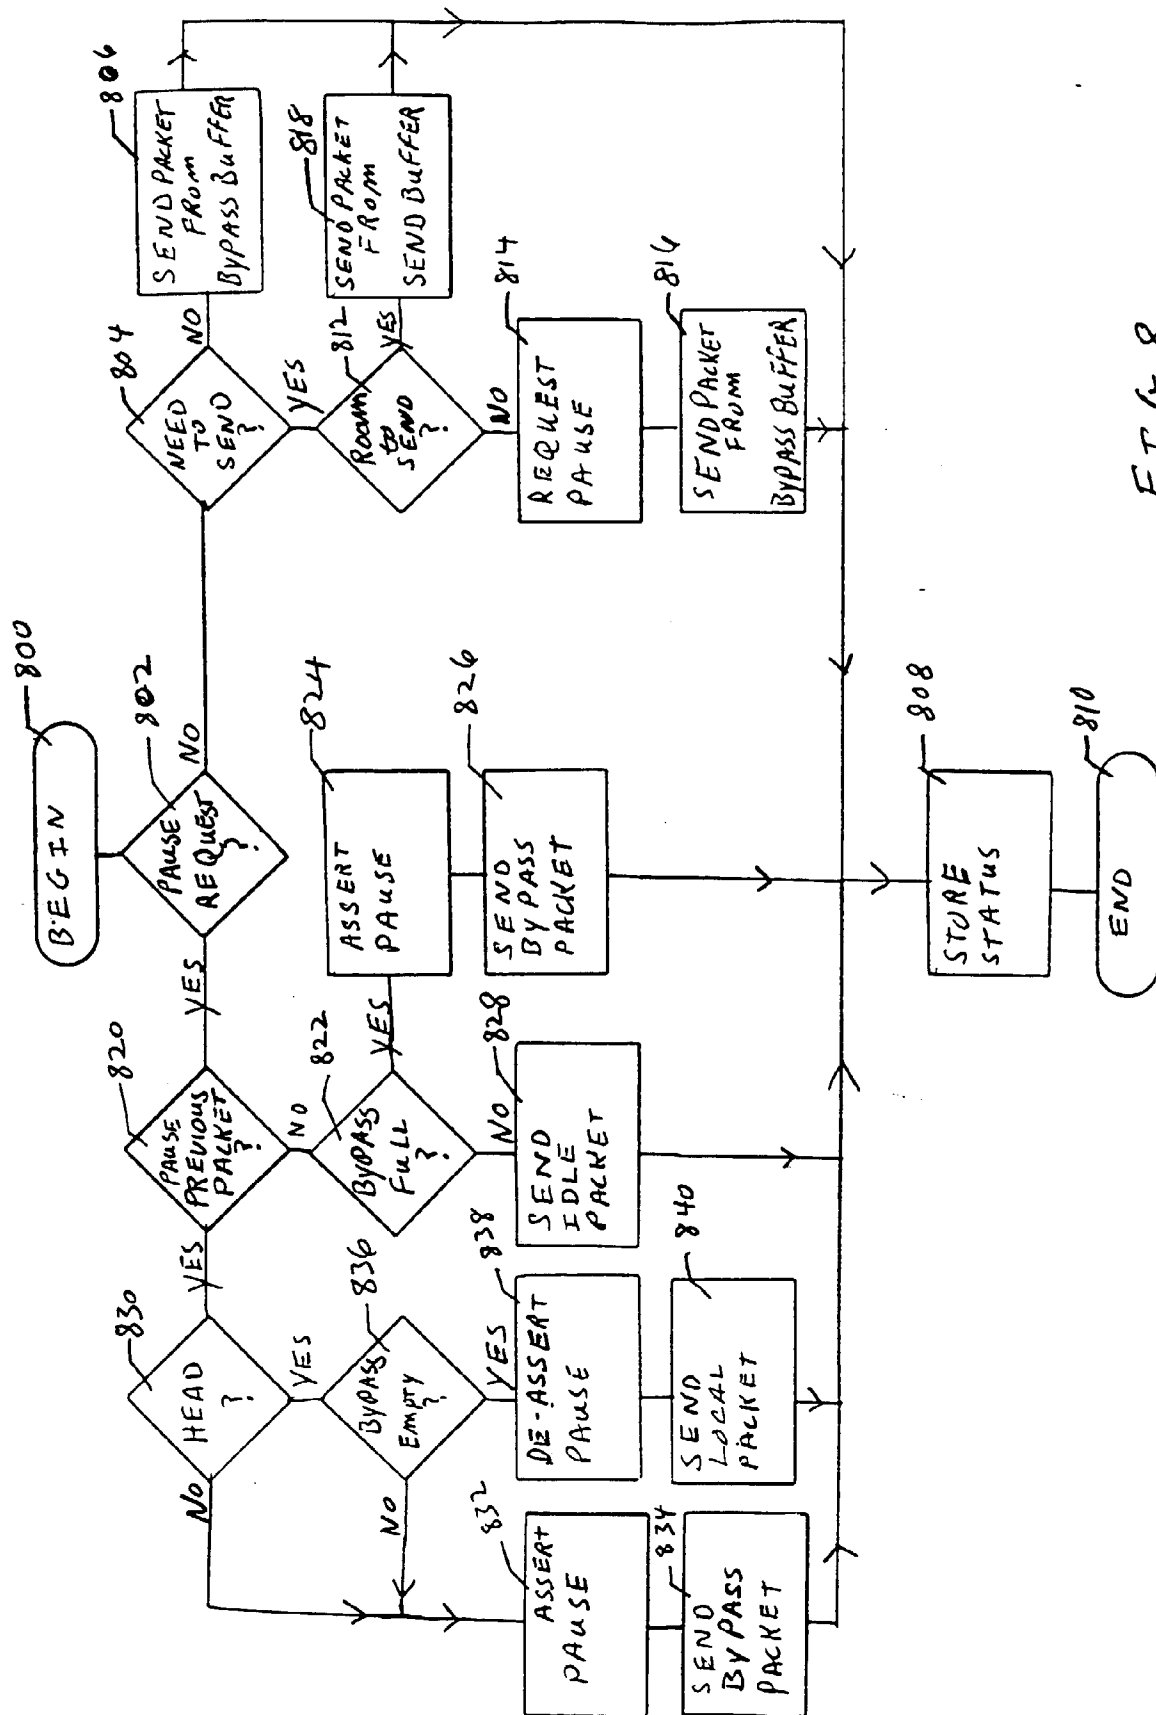 BEGIN
800
PAUSE
REQUEST
?
802
YES
NO
PAUSE
PREVIOUS
PACKET
?
820
YES
NO
HEAD
?
830
NO
YES
BYPASS
Empty
?
836
NO
YES
ASSERT
PAUSE
832
SEND
BYPASS
PACKET
834
DE-ASSERT
PAUSE
838
SEND
LOCAL
PACKET
840
BYPASS
FULL
?
822
YES
NO
SEND
IDLE
PACKET
828
ASSERT
PAUSE
824
SEND
BYPASS
PACKET
826
NEED
TO
SEND
?
804
NO
YES
SEND PACKET
FROM
BYPASS BUFFER
806
ROOM
to
SEND
?
812
YES
NO
SEND PACKET
FROM
SEND BUFFER
818
REQUEST
PAUSE
814
SEND PACKET
FROM
BYPASS BUFFER
816
STORE
STATUS
808
END
810
FIG 8